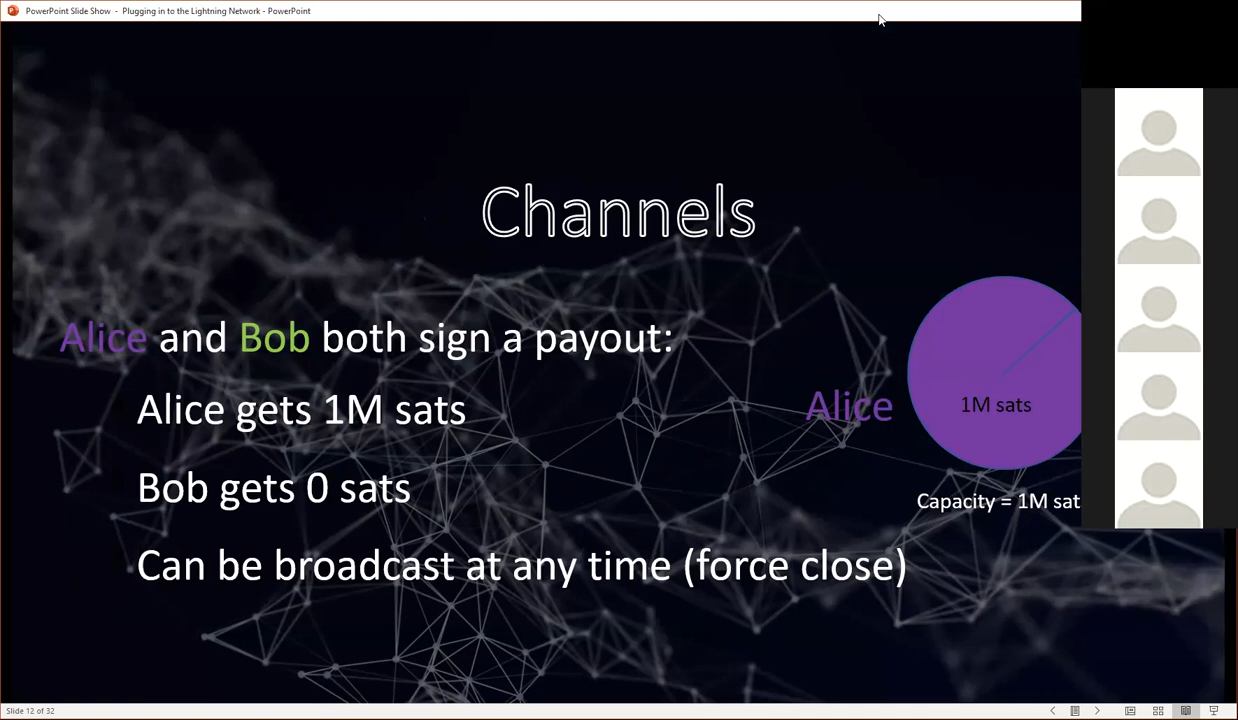 PowerPoint Slide Show - Plugging in to the Lightning Network - PowerPoint
Channels
Alice and Bob both sign a payout:
Alice gets 1M sats
Bob gets 0 sats
Can be broadcast at any time (force close)
Alice
1M sats
Capacity = 1M sat
Slide 12 of 32